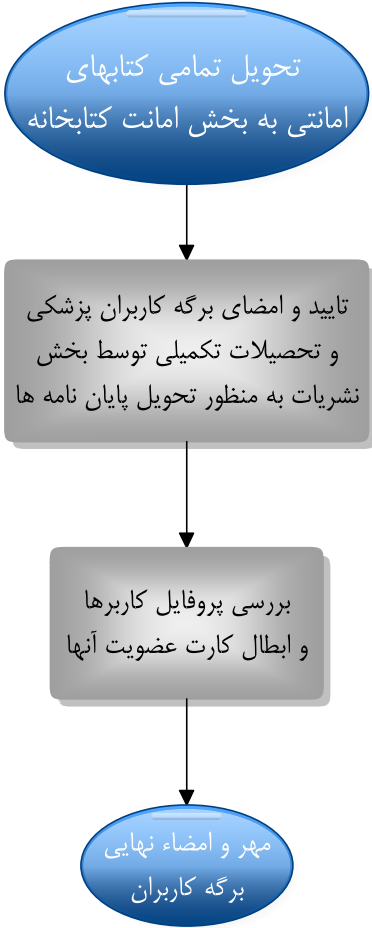 تحویل تمامی کتابهای
امانتی به بخش امانت کتابخانه
تایید و امضای برگه کاربران پزشکی
و تحصیلات تکمیلی توسط بخش
نشریات به منظور تحویل پایان نامه ها
بررسی پروفایل کاربرها
و ابطال کارت عضویت آنها
مهر و امضاء نهایی
برگه کاربران